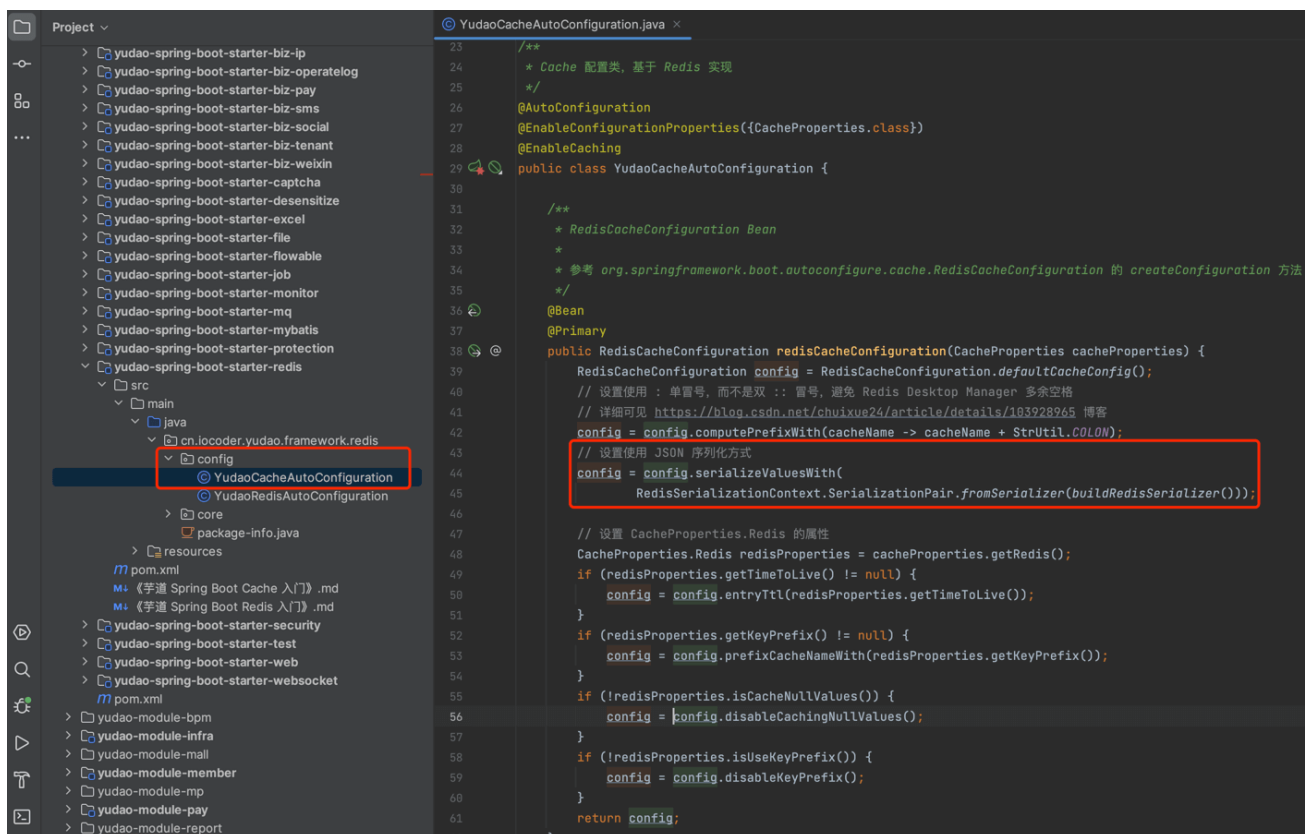 Project
yudao-spring-boot-starter-biz-ip
yudao-spring-boot-starter-biz-operatelog
yudao-spring-boot-starter-biz-pay
yudao-spring-boot-starter-biz-sms
yudao-spring-boot-starter-biz-social
yudao-spring-boot-starter-biz-tenant
yudao-spring-boot-starter-biz-weixin
yudao-spring-boot-starter-captcha
yudao-spring-boot-starter-desensitize
yudao-spring-boot-starter-excel
yudao-spring-boot-starter-file
yudao-spring-boot-starter-flowable
yudao-spring-boot-starter-job
yudao-spring-boot-starter-monitor
yudao-spring-boot-starter-mq
yudao-spring-boot-starter-mybatis
yudao-spring-boot-starter-protection
yudao-spring-boot-starter-redis
src
main
java
cn.iocoder.yudao.framework.redis
config
YudaoCacheAutoConfiguration
YudaoRedisAutoConfiguration
core
package-info.java
resources
pom.xml
《芋道 Spring Boot Cache 入门》.md
《芋道 Spring Boot Redis 入门》.md
yudao-spring-boot-starter-security
yudao-spring-boot-starter-test
yudao-spring-boot-starter-web
yudao-spring-boot-starter-websocket
pom.xml
yudao-module-bpm
yudao-module-infra
yudao-module-mall
yudao-module-member
yudao-module-mp
yudao-module-pay
yudao-module-report
YudaoCacheAutoConfiguration.java
23 /**
24 * Cache 配置类，基于 Redis 实现
25 */
26 @AutoConfiguration
27 @EnableConfigurationProperties({CacheProperties.class})
28 @EnableCaching
29 public class YudaoCacheAutoConfiguration {
30
31 /**
32 * RedisCacheConfiguration Bean
33 *
34 * 参考 org.springframework.boot.autoconfigure.cache.RedisCacheConfiguration 的 createConfiguration 方法
35 */
36 @Bean
37 @Primary
38 @ public RedisCacheConfiguration redisCacheConfiguration(CacheProperties cacheProperties) {
39 RedisCacheConfiguration config = RedisCacheConfiguration.defaultCacheConfig();
40 // 设置使用 : 单冒号，而不是双 :: 冒号，避免 Redis Desktop Manager 多余空格
41 // 详细可见 https://blog.csdn.net/chuixue24/article/details/103928965 博客
42 config = config.computePrefixWith(cacheName -> cacheName + StrUtil.COLON);
43 // 设置使用 JSON 序列化方式
44 config = config.serializeValuesWith(
45 RedisSerializationContext.SerializationPair.fromSerializer(buildRedisSerializer()));
46
47 // 设置 CacheProperties.Redis 的属性
48 CacheProperties.Redis redisProperties = cacheProperties.getRedis();
49 if (redisProperties.getTimeToLive() != null) {
50 config = config.entryTtl(redisProperties.getTimeToLive());
51 }
52 if (redisProperties.getKeyPrefix() != null) {
53 config = config.prefixCacheNameWith(redisProperties.getKeyPrefix());
54 }
55 if (!redisProperties.isCacheNullValues()) {
56 config = config.disableCachingNullValues();
57 }
58 if (!redisProperties.isUseKeyPrefix()) {
59 config = config.disableKeyPrefix();
60 }
61 return config;